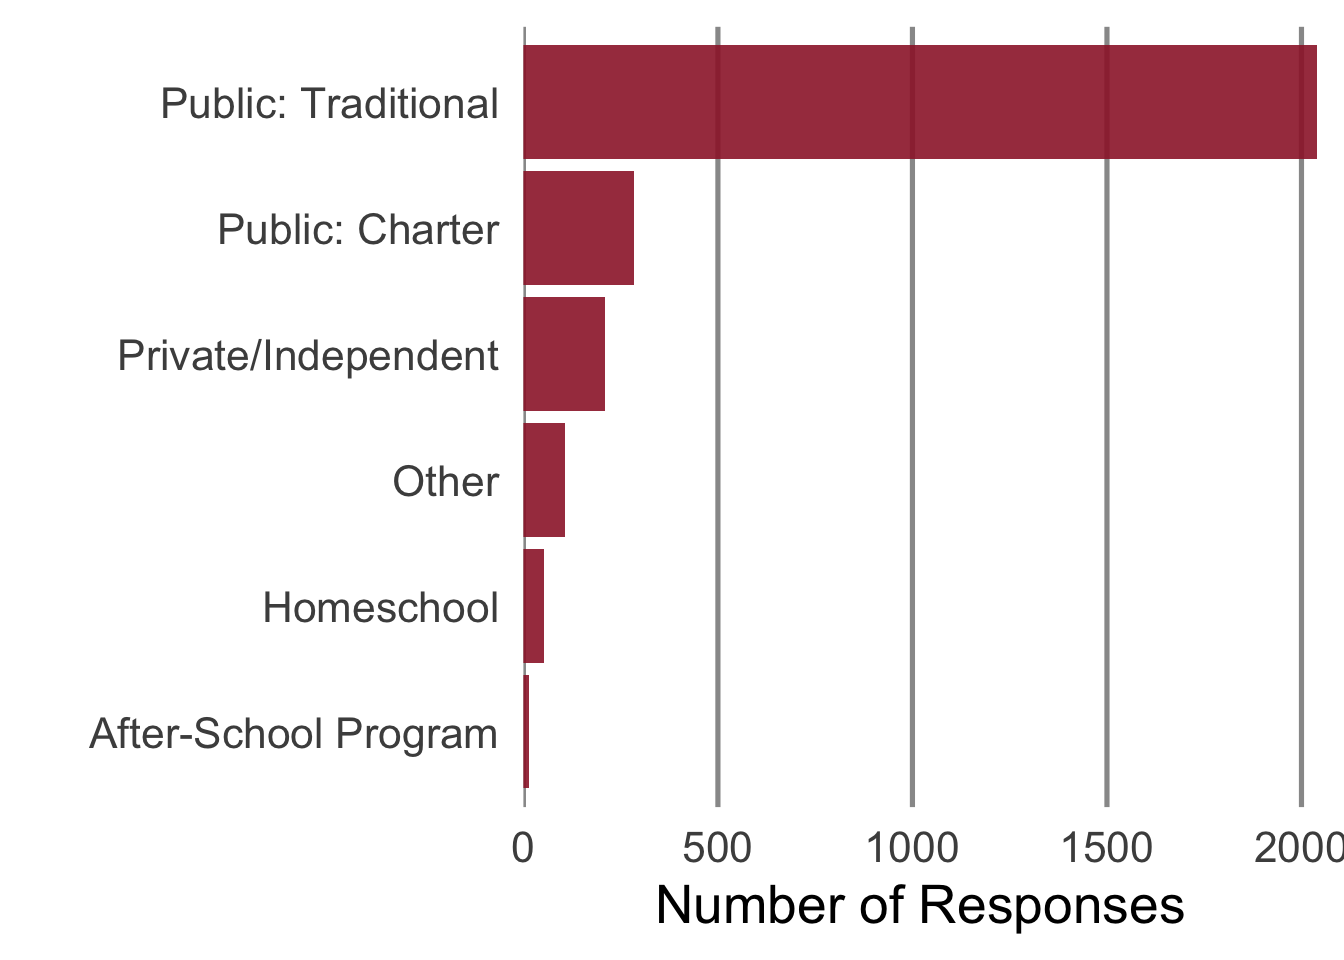 Public: Traditional
Public: Charter
Private/Independent
Other
Homeschool
After-School Program
0 500 1000 1500 2000
Number of Responses